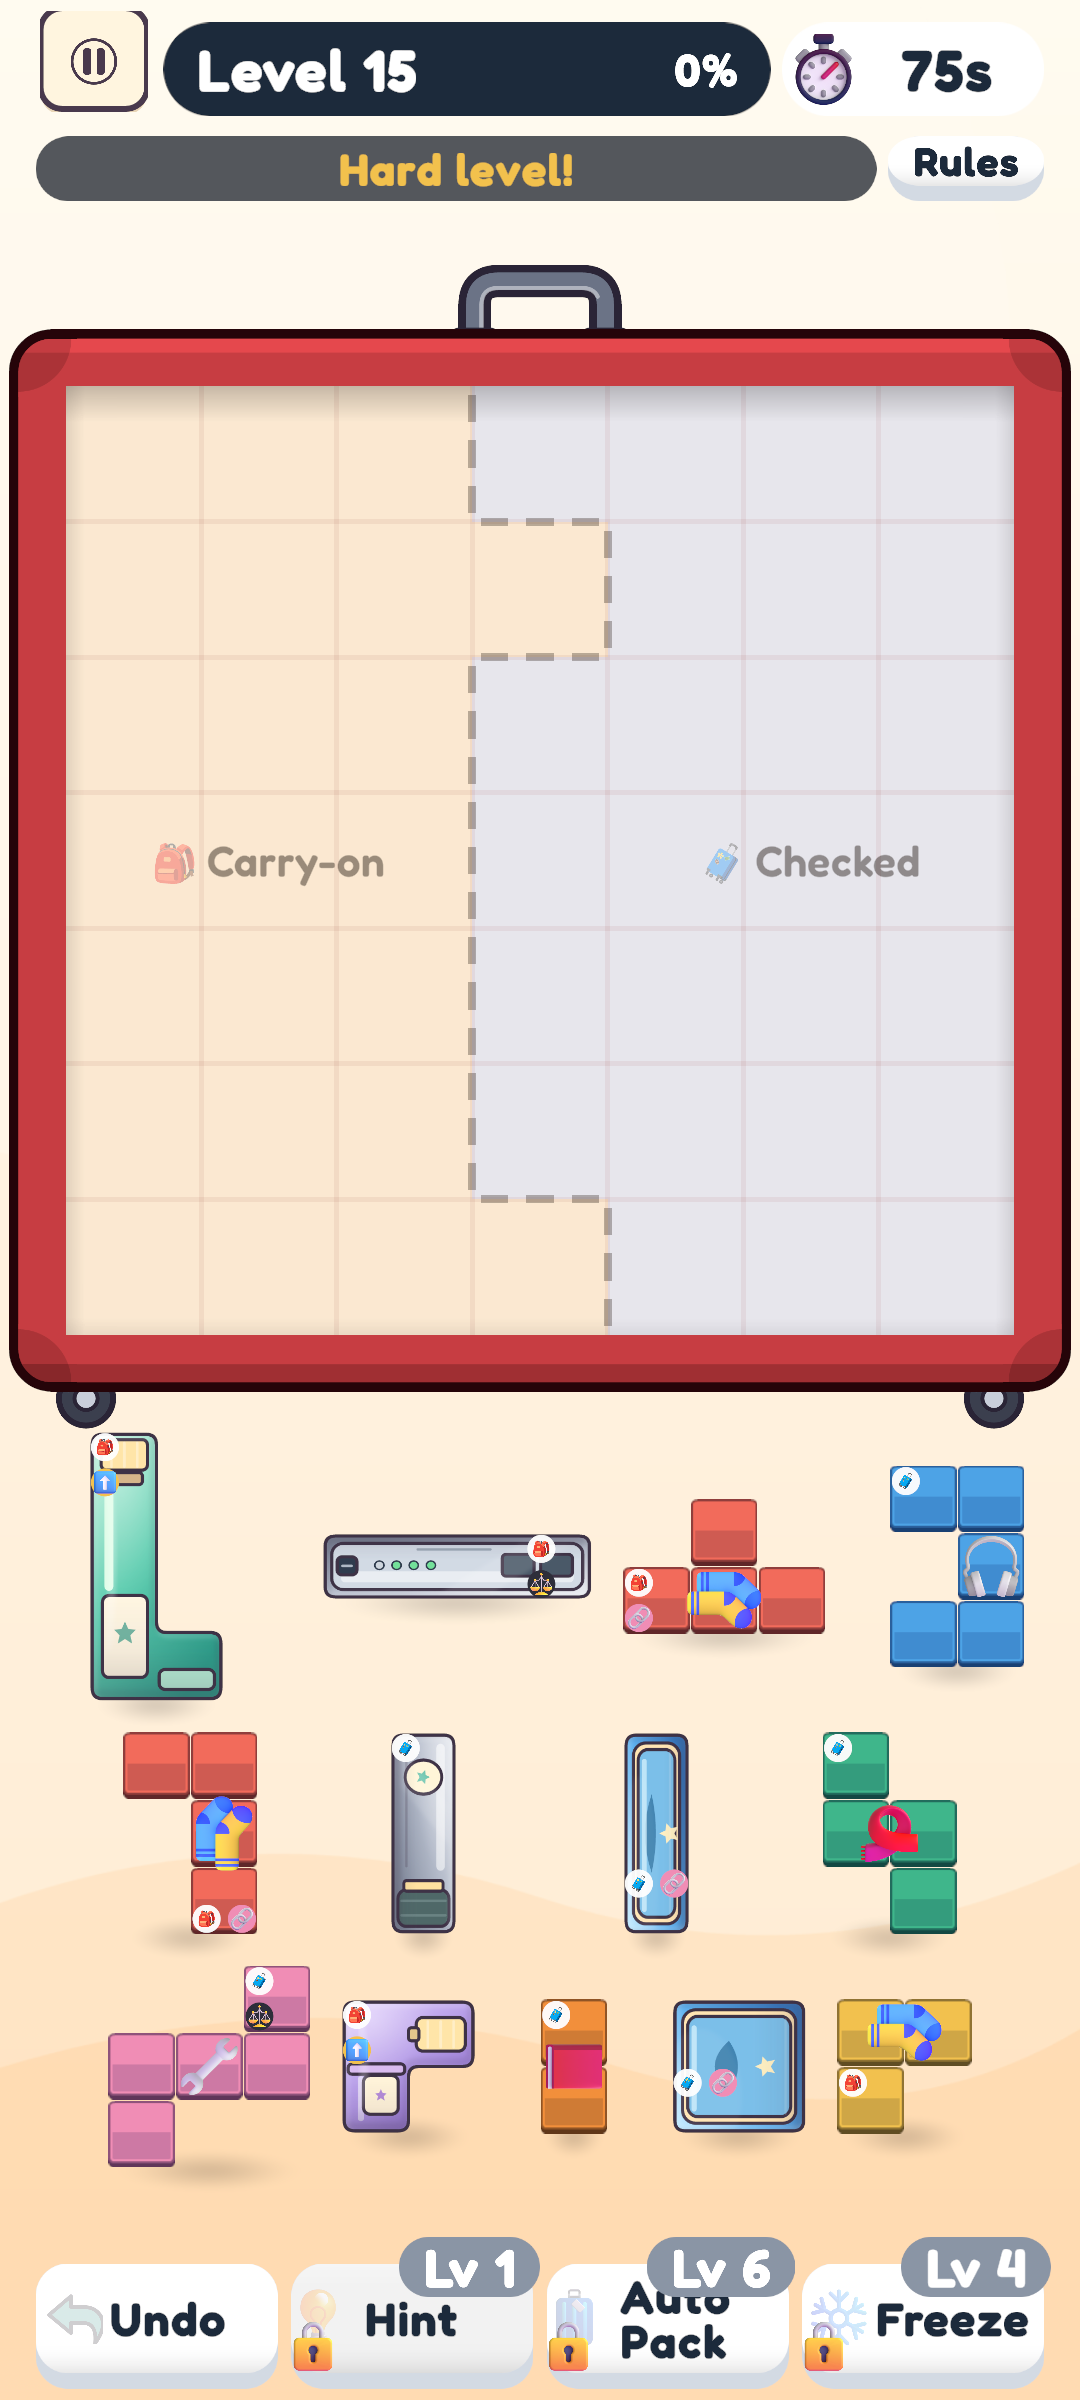 Level 15
0%
75s
Hard level!
Rules
Carry-on
Checked
Undo
Lv 1
Hint
Lv 6
Auto
Pack
Lv 4
Freeze